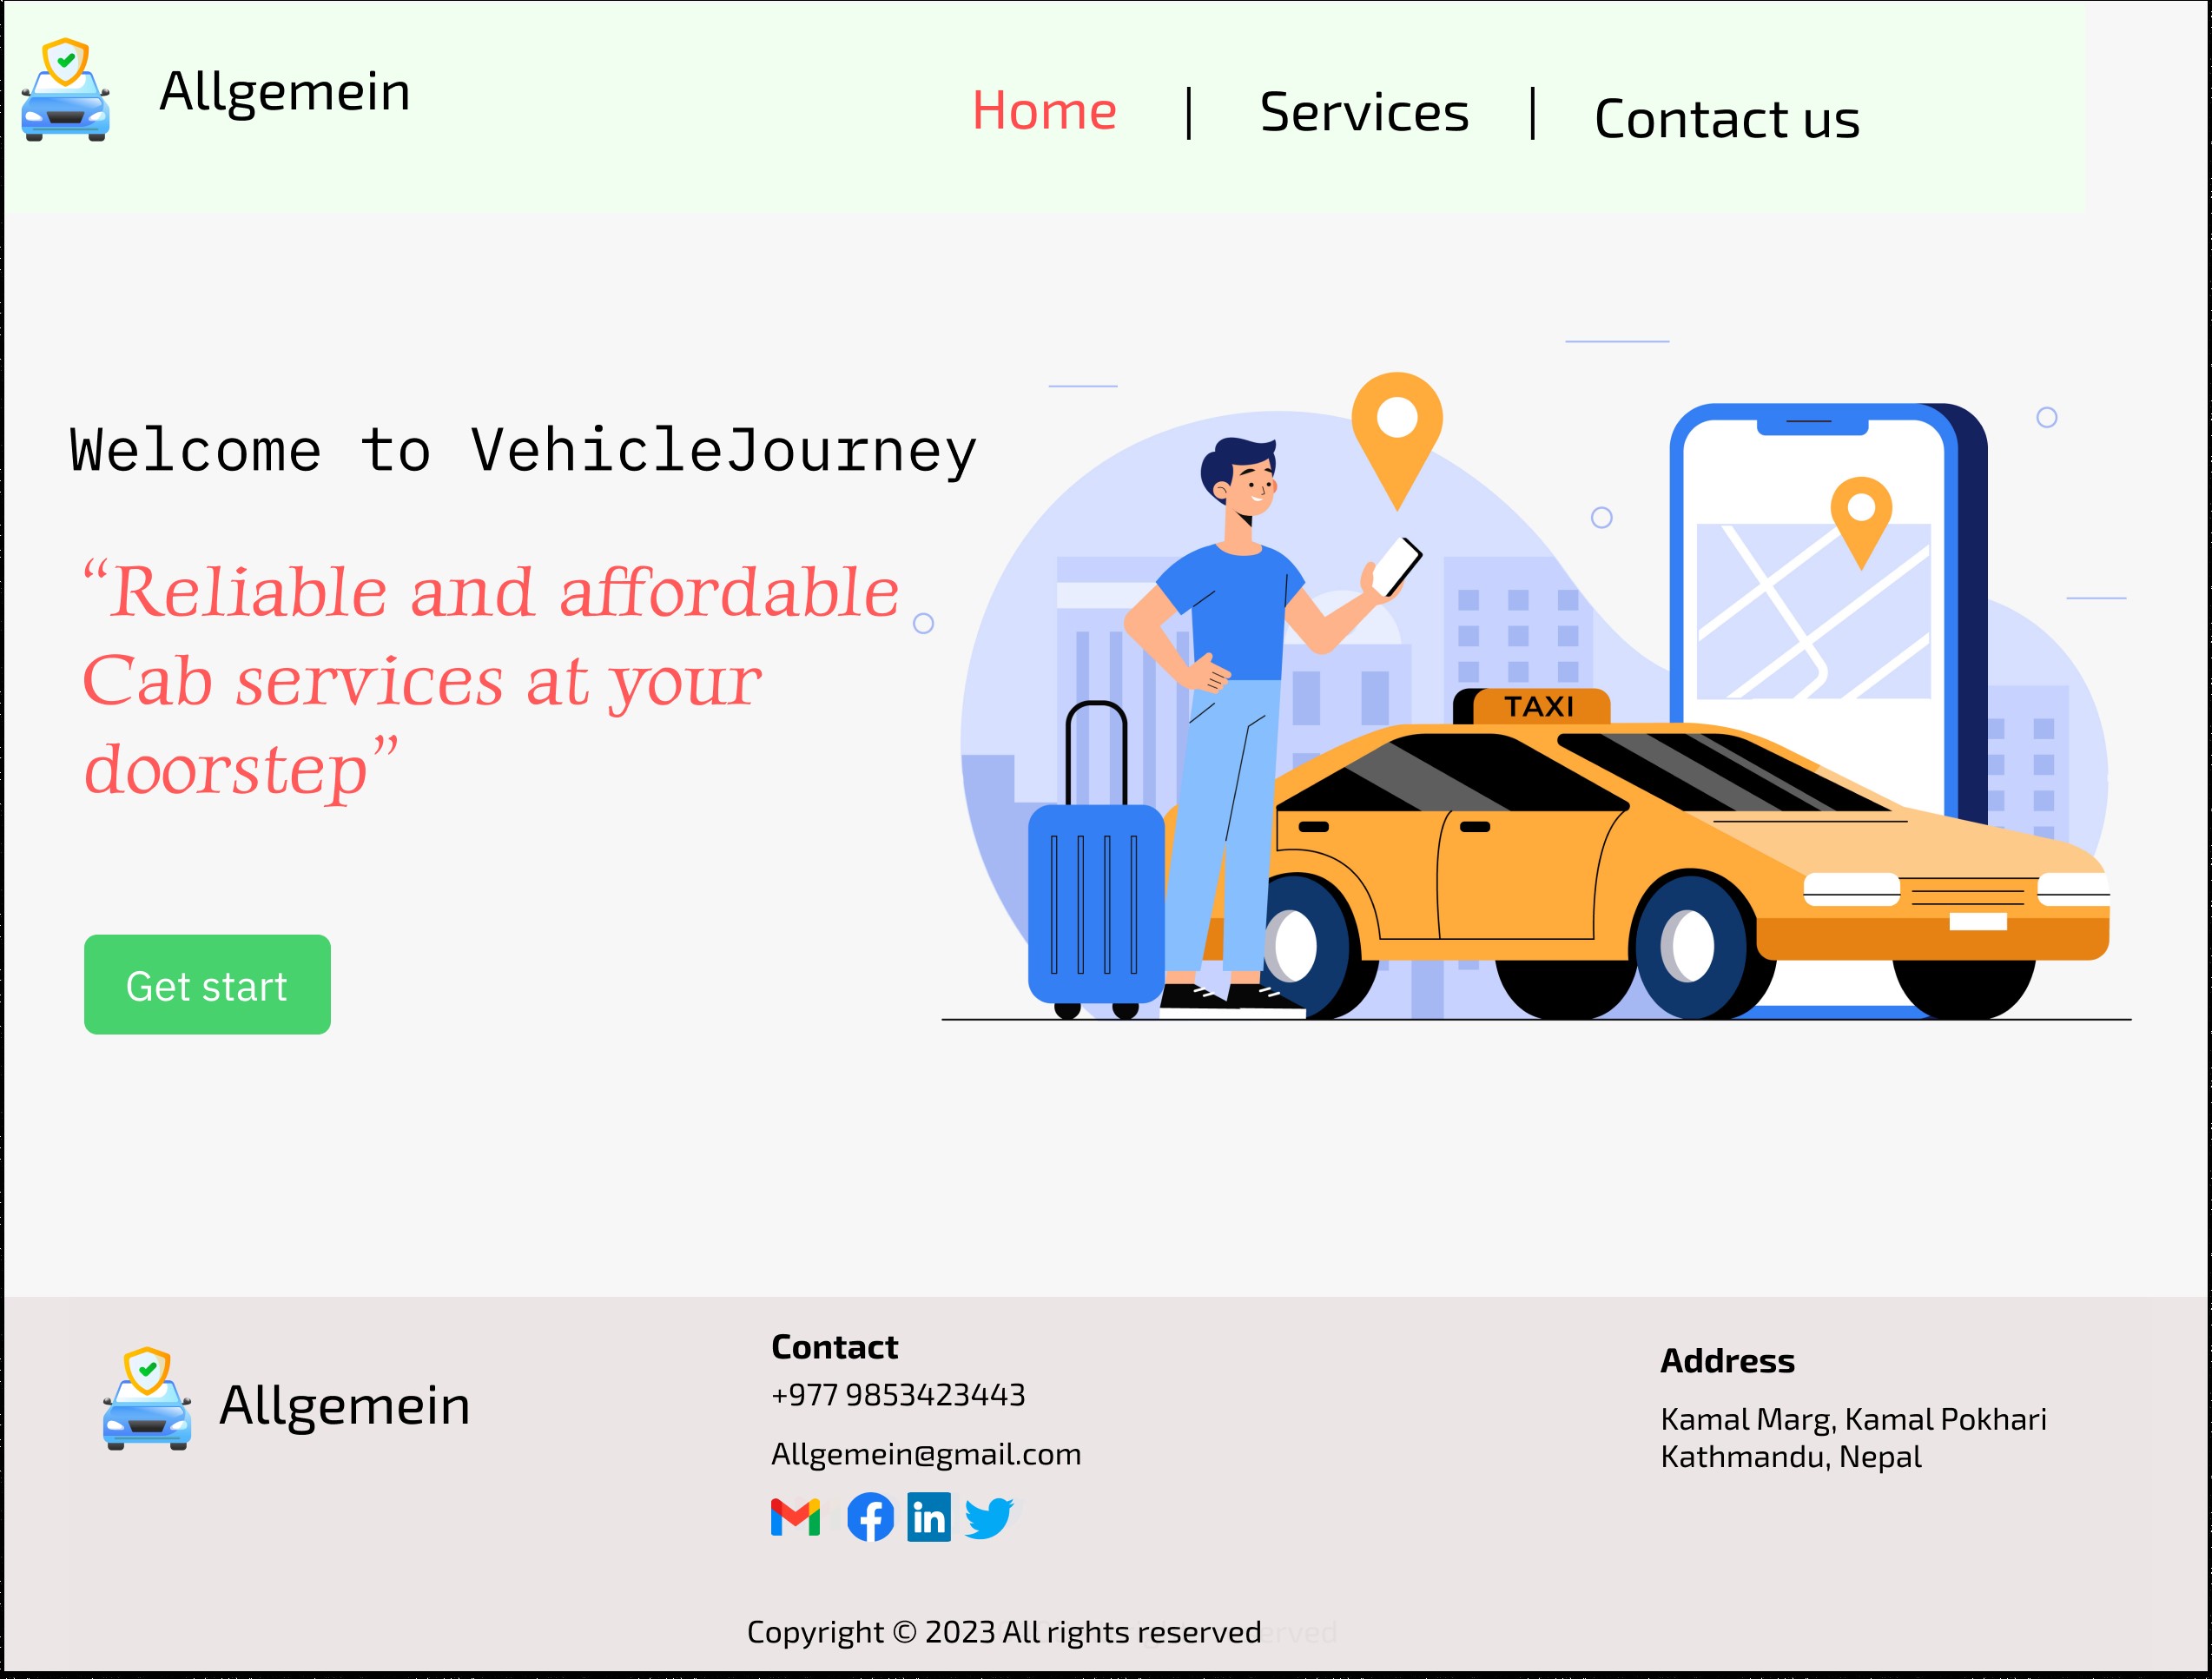 Allgemein
Home | Services | Contact us
Welcome to VehicleJourney
“Reliable and affordable
Cab services at your
doorstep”
TAXI
Get start
Allgemein
Contact
+977 9853423443
Allgemein@gmail.com
in
Address
Kamal Marg, Kamal Pokhari
Kathmandu, Nepal
Copyright © 2023 All rights reserved